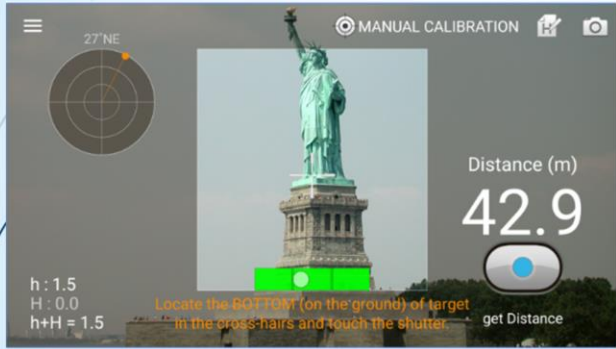 MANUAL CALIBRATION
27°NE
Distance (m)
42.9
h : 1.5
H : 0.0
h+H = 1.5
Locate the BOTTOM (on the ground) of target
in the cross-hairs and touch the shutter.
get Distance